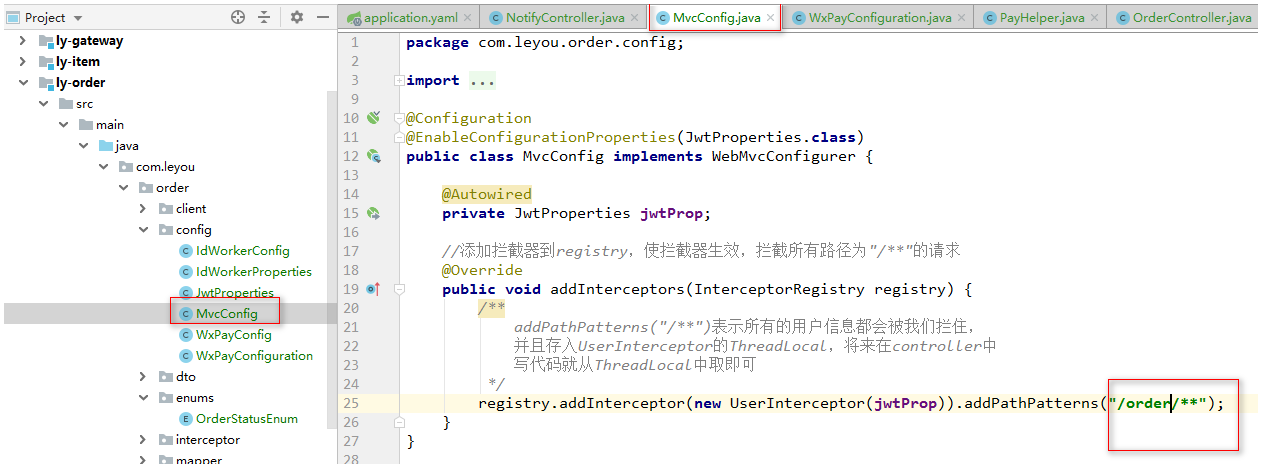 Project
application.yaml
NotifyController.java
MvcConfig.java
WxPayConfiguration.java
PayHelper.java
OrderController.java
ly-gateway
ly-item
ly-order
src
main
java
com.leyou
order
client
config
IdWorkerConfig
IdWorkerProperties
JwtProperties
MvcConfig
WxPayConfig
WxPayConfiguration
dto
enums
OrderStatusEnum
interceptor
mapper
1 package com.leyou.order.config;
2
3 import ...
9
10 @Configuration
11 @EnableConfigurationProperties(JwtProperties.class)
12 public class MvcConfig implements WebMvcConfigurer {
13
14 @Autowired
15 private JwtProperties jwtProp;
16
17 //添加拦截器到registry，使拦截器生效，拦截所有路径为"/**"的请求
18 @Override
19 public void addInterceptors(InterceptorRegistry registry) {
20 /**
21 addPathPatterns("/**")表示所有的用户信息都会被我们拦住，
22 并且存入UserInterceptor的ThreadLocal，将来在controller中
23 写代码就从ThreadLocal中取即可
24 */
25 registry.addInterceptor(new UserInterceptor(jwtProp)).addPathPatterns("/order/**");
26 }
27 }
28